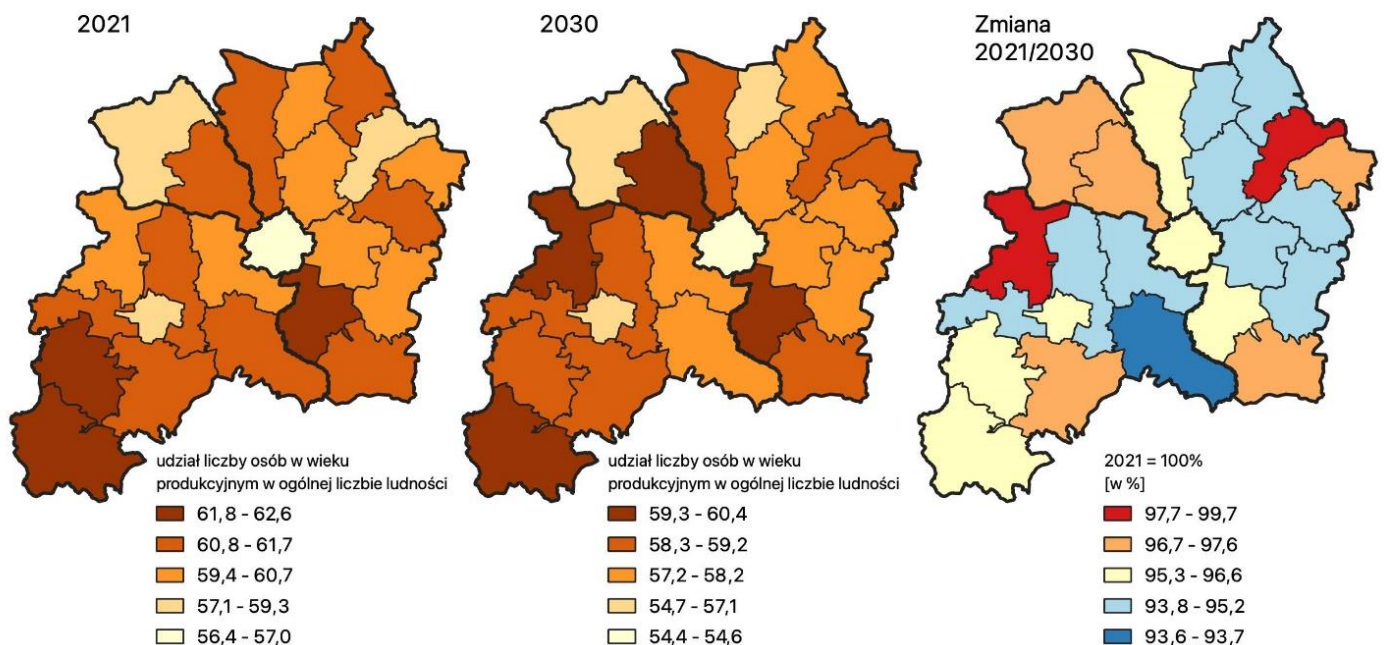 2021
udział liczby osób w wieku
produkcyjnym w ogólnej liczbie ludności
61,8 - 62,6
60,8 - 61,7
59,4 - 60,7
57,1 - 59,3
56,4 - 57,0
2030
udział liczby osób w wieku
produkcyjnym w ogólnej liczbie ludności
59,3 - 60,4
58,3 - 59,2
57,2 - 58,2
54,7 - 57,1
54,4 - 54,6
Zmiana
2021/2030
2021 = 100%
[w %]
97,7 - 99,7
96,7 - 97,6
95,3 - 96,6
93,8 - 95,2
93,6 - 93,7